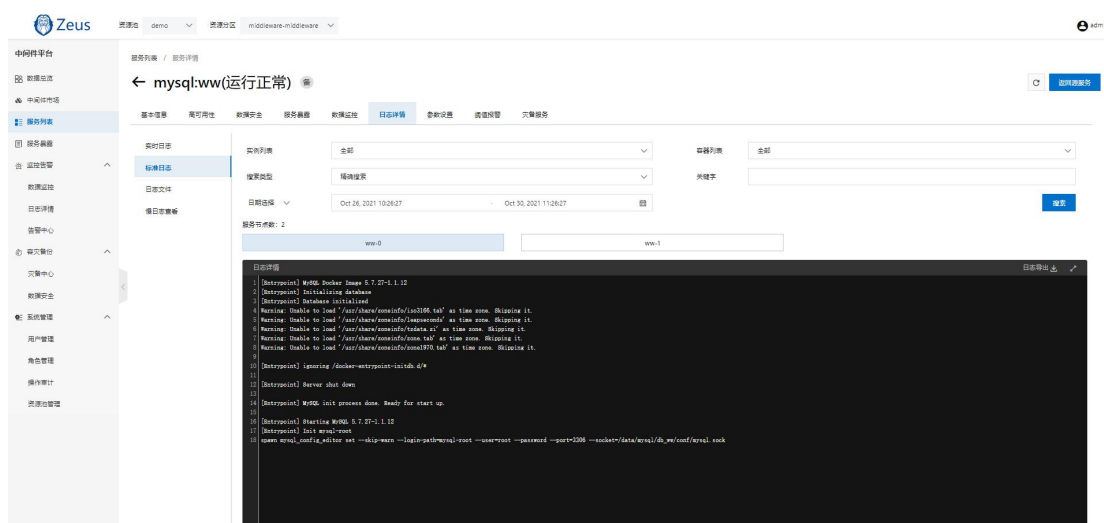 Zeus
资源池 demo 资源分区 middleware-middleware
adm
中间件平台
数据总览
中间件市场
服务列表
服务暴露
监控告警
数据监控
日志详情
告警中心
容灾备份
灾备中心
数据安全
系统管理
用户管理
角色管理
操作审计
资源池管理
服务列表 / 服务详情
mysql:ww(运行正常) 备
返回源服务
基本信息 高可用性 数据安全 服务暴露 数据监控 日志详情 参数设置 阈值报警 灾备服务
实时日志
标准日志
日志文件
慢日志查看
实例列表 全部 容器列表 全部
搜索类型 精确搜索 关键字
日期选择 Oct 26, 2021 10:26:27 - Oct 30, 2021 11:26:27
搜索
服务节点数: 2
ww-0 ww-1
日志详情 日志导出
1 [Entrypoint] MySQL Docker Image 5.7.27-1.1.12
2 [Entrypoint] Initializing database
3 [Entrypoint] Database initialized
4 Warning: Unable to load '/usr/share/zoneinfo/iso3166.tab' as time zone. Skipping it.
5 Warning: Unable to load '/usr/share/zoneinfo/leapseconds' as time zone. Skipping it.
6 Warning: Unable to load '/usr/share/zoneinfo/tzdata.zi' as time zone. Skipping it.
7 Warning: Unable to load '/usr/share/zoneinfo/zone.tab' as time zone. Skipping it.
8 Warning: Unable to load '/usr/share/zoneinfo/zone1970.tab' as time zone. Skipping it.
9
10 [Entrypoint] ignoring /docker-entrypoint-initdb.d/*
11
12 [Entrypoint] Server shut down
13
14 [Entrypoint] MySQL init process done. Ready for start up.
15
16 [Entrypoint] Starting MySQL 5.7.27-1.1.12
17 [Entrypoint] Init mysql-root
18 spawn mysql_config_editor set --skip-warn --login-path=mysql-root --user=root --password --port=3306 --socket=/data/mysql/db_ww/conf/mysql.sock